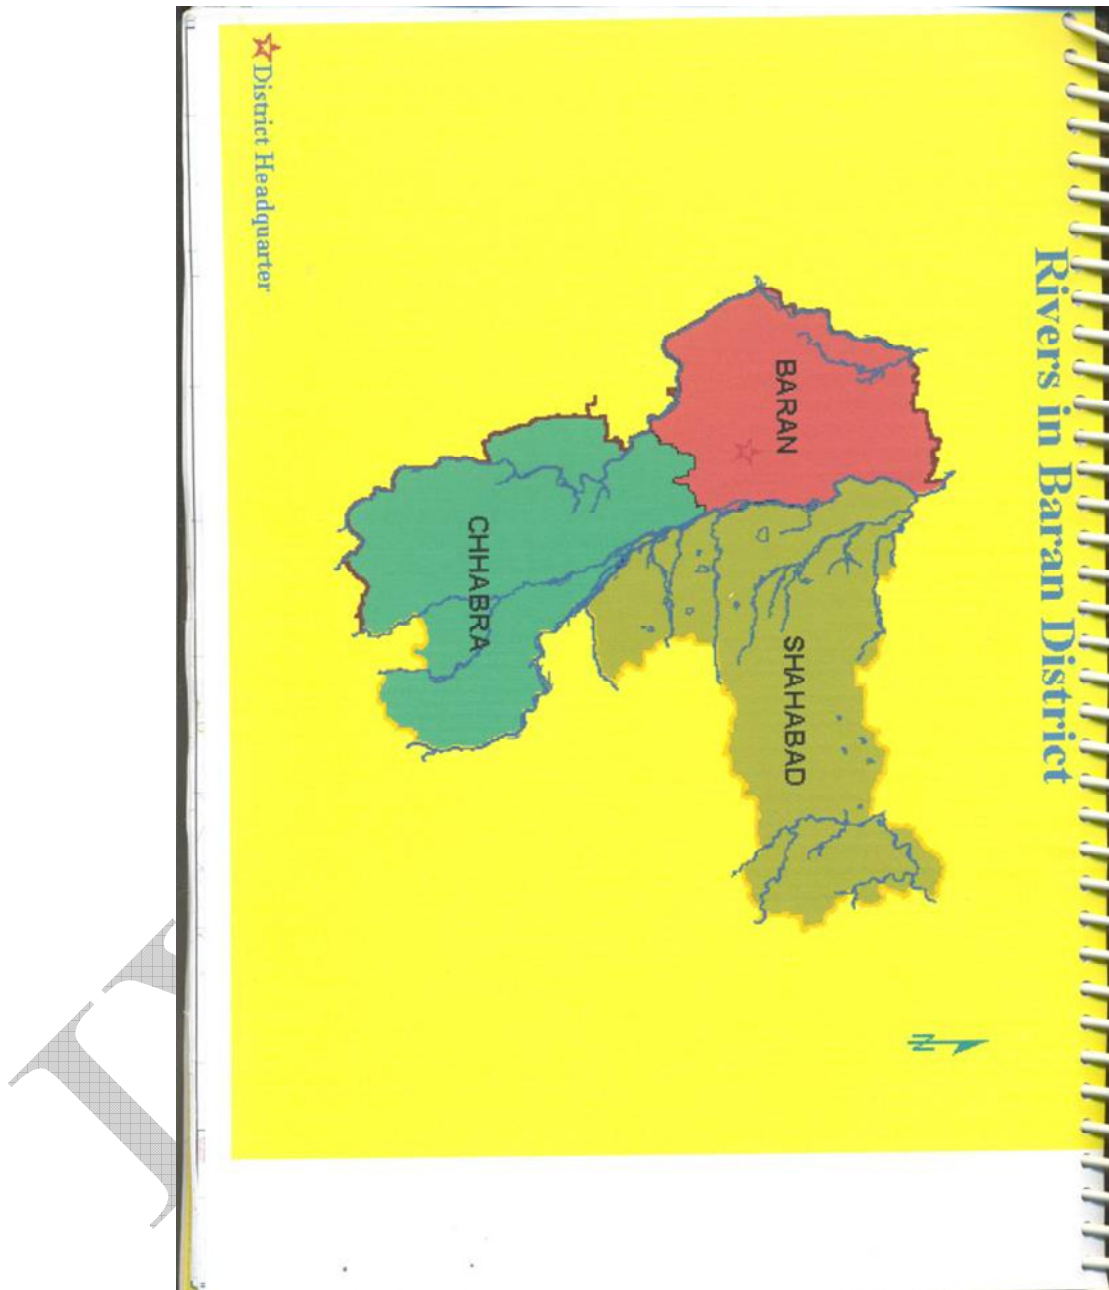 Rivers in Baran District
BARAN
SHAHABAD
CHHABRA
N
District Headquarter